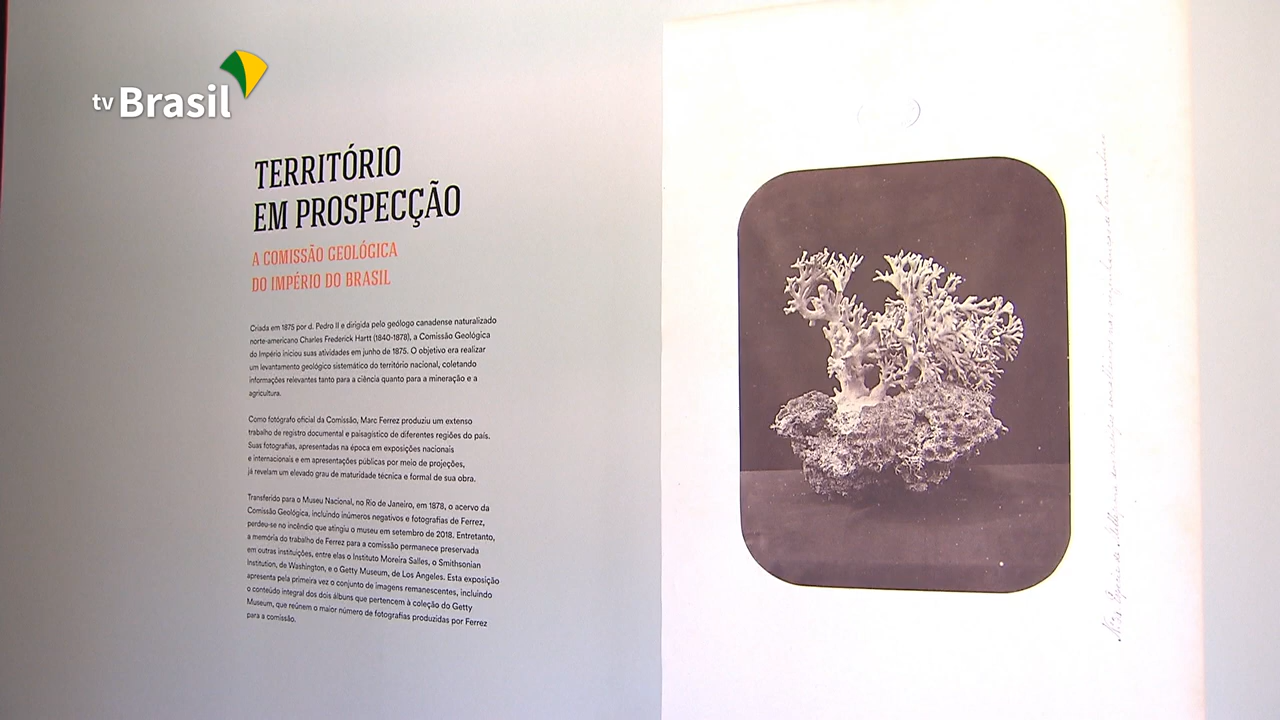 tv Brasil
TERRITÓRIO
EM PROSPECÇÃO
A COMISSÃO GEOLÓGICA
DO IMPÉRIO DO BRASIL
Criada em 1875 por d. Pedro II e dirigida pelo geólogo canadense naturalizado
norte-americano Charles Frederick Hartt (1840-1878), a Comissão Geológica
do Império iniciou suas atividades em junho de 1875. O objetivo era realizar
um levantamento geológico sistemático do território nacional, coletando
informações relevantes tanto para a ciência quanto para a mineração e a
agricultura.
Como fotógrafo oficial da Comissão, Marc Ferrez produziu um extenso
trabalho de registro documental e paisagístico de diferentes regiões do país.
Suas fotografias, apresentadas na época em exposições nacionais
e internacionais e em apresentações públicas por meio de projeções,
já revelam um elevado grau de maturidade técnica e formal de sua obra.
Transferido para o Museu Nacional, no Rio de Janeiro, em 1878, o acervo da
Comissão Geológica, incluindo inúmeros negativos e fotografias de Ferrez,
perdeu-se no incêndio que atingiu o museu em setembro de 2018. Entretanto,
a memória do trabalho de Ferrez para a comissão permanece preservada
em outras instituições, entre elas o Instituto Moreira Salles, o Smithsonian
Institution, de Washington, e o Getty Museum, de Los Angeles. Esta exposição
apresenta pela primeira vez o conjunto de imagens remanescentes, incluindo
o conteúdo integral dos dois álbuns que pertencem à coleção do Getty
Museum, que reúnem o maior número de fotografias produzidas por Ferrez
para a comissão.